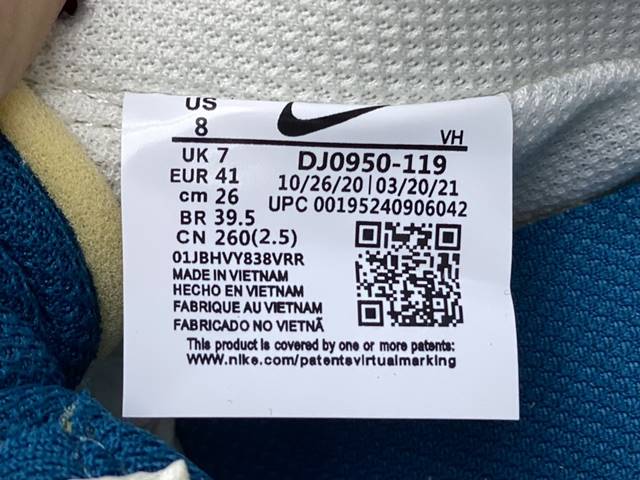 US
8
VH
UK 7
EUR 41
cm 26
BR 39.5
CN 260(2.5)
DJ0950-119
10/26/20 | 03/20/21
UPC 00195240906042
01JBHVY838VRR
MADE IN VIETNAM
HECHO EN VIETNAM
FABRIQUE AU VIETNAM
FABRICADO NO VIETNÃ
This product is covered by one or more patents:
www.nike.com/patentsvirtualmarking